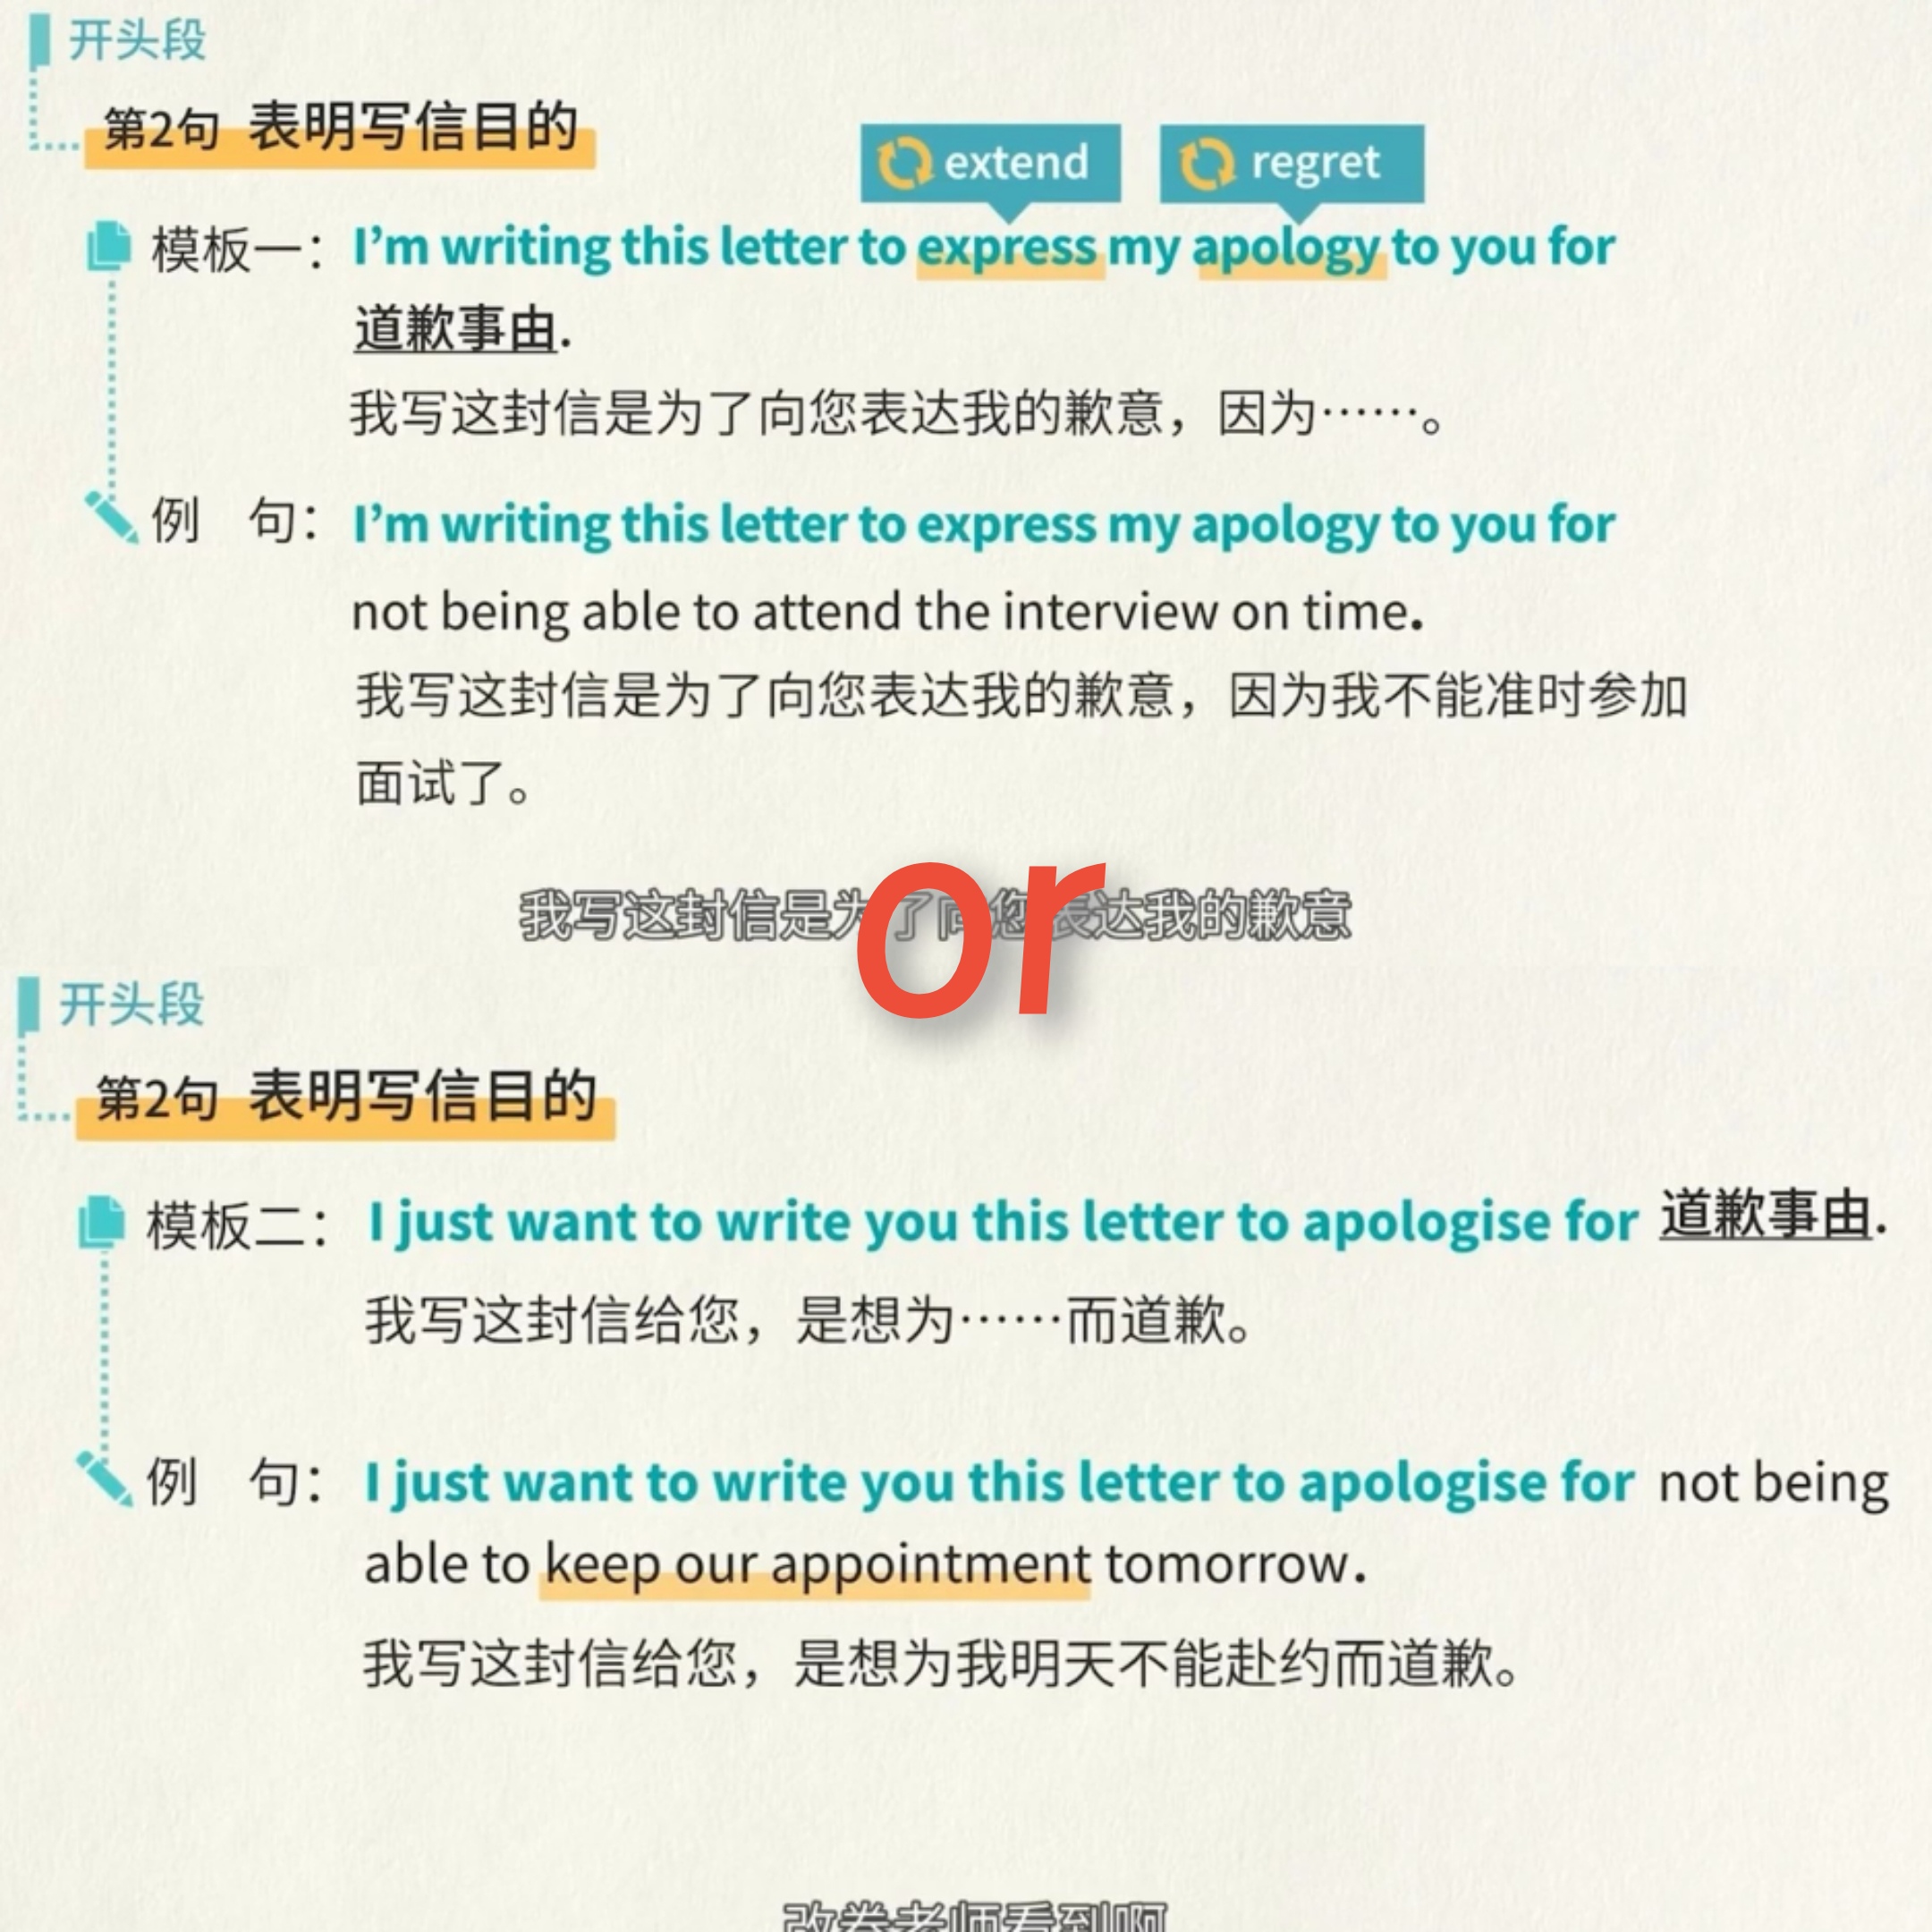 开头段
第2句 表明写信目的
extend regret
模板一： I'm writing this letter to express my apology to you for
道歉事由.
我写这封信是为了向您表达我的歉意，因为……。
例 句： I'm writing this letter to express my apology to you for
not being able to attend the interview on time.
我写这封信是为了向您表达我的歉意，因为我不能准时参加
面试了。
or
我写这封信是为了向您表达我的歉意
开头段
第2句 表明写信目的
模板二： I just want to write you this letter to apologise for 道歉事由.
我写这封信给您，是想为……而道歉。
例 句： I just want to write you this letter to apologise for not being
able to keep our appointment tomorrow.
我写这封信给您，是想为我明天不能赴约而道歉。
改卷老师看到啊